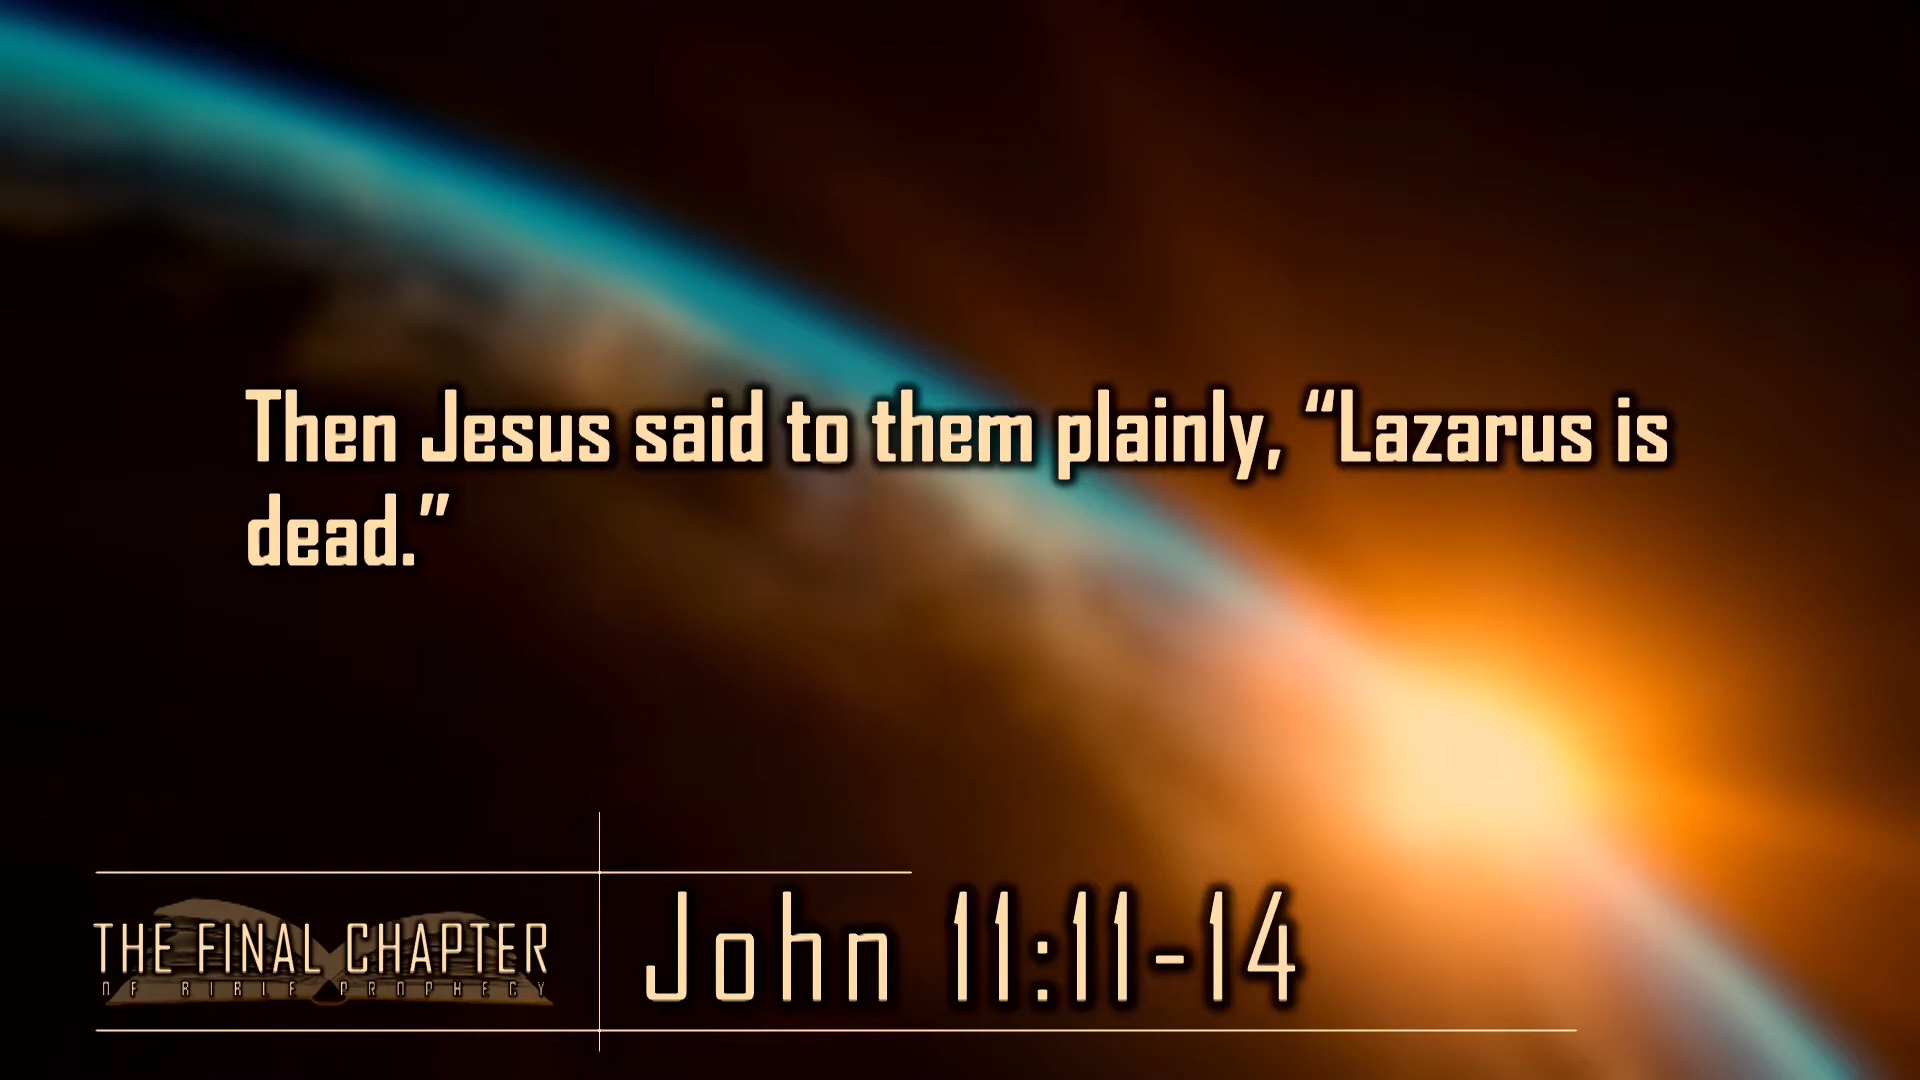 Then Jesus said to them plainly, “Lazarus is
dead.”
THE FINAL CHAPTER
OF BIBLE PROPHECY
John 11:11-14